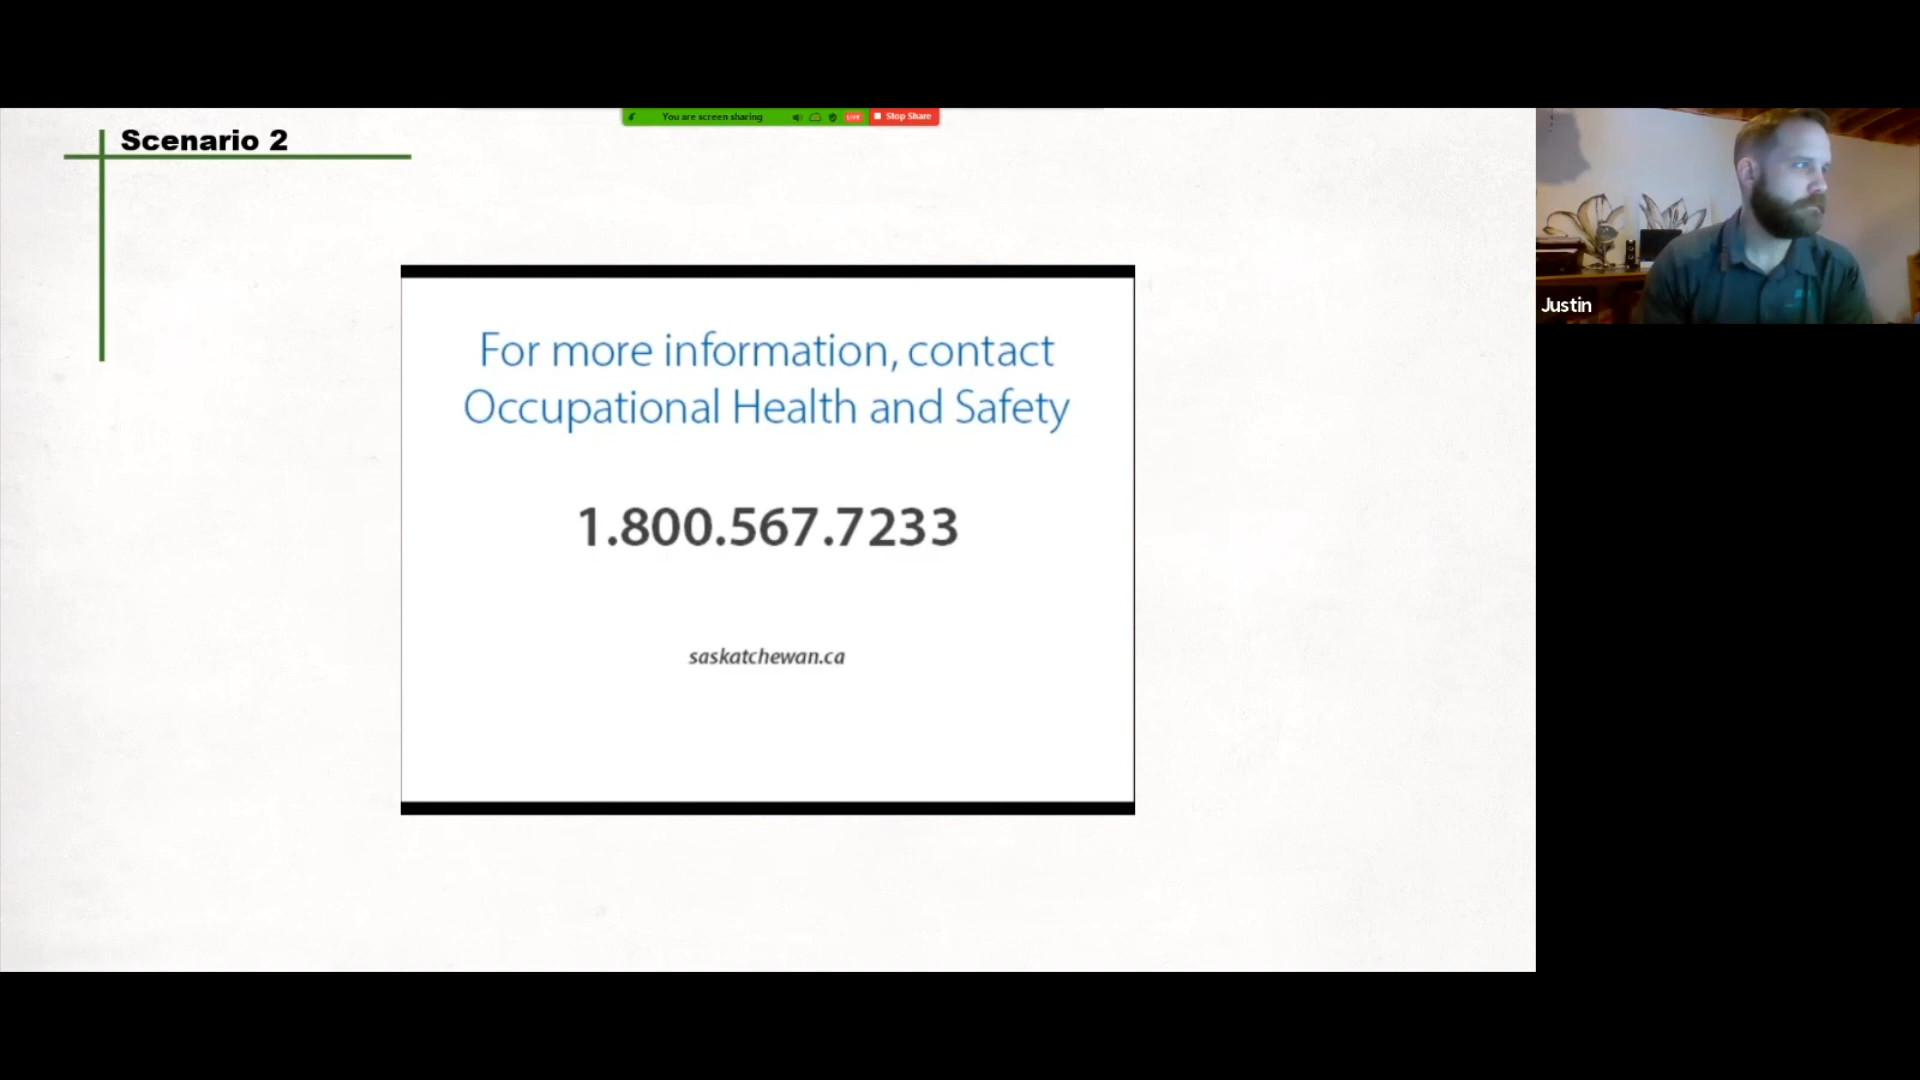 You are screen sharing
LIVE
Stop Share
Scenario 2
For more information, contact
Occupational Health and Safety
1.800.567.7233
saskatchewan.ca
Justin